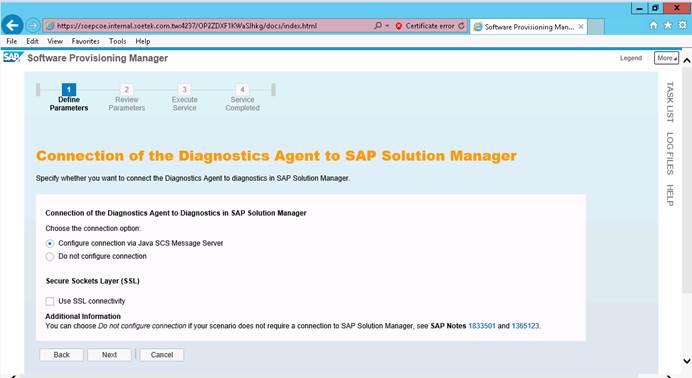 https://soepcoe.internal.soetek.tw:4237/OP2ZDXF1KWaSJhkg/docs/index.html
Certificate error
Software Provisioning Man...
File Edit View Favorites Tools Help
SAP Software Provisioning Manager
Legend
More
1
Define Parameters
2
Review Parameters
3
Execute Service
4
Service Completed
TASK LIST
LOG FILES
HELP
Connection of the Diagnostics Agent to SAP Solution Manager
Specify whether you want to connect the Diagnostics Agent to diagnostics in SAP Solution Manager.
Connection of the Diagnostics Agent to Diagnostics in SAP Solution Manager
Choose the connection option:
Configure connection via Java SCS Message Server
Do not configure connection
Secure Sockets Layer (SSL)
Use SSL connectivity
Additional Information
You can choose Do not configure connection if your scenario does not require a connection to SAP Solution Manager, see SAP Notes 1833501 and 1365123.
Back
Next
Cancel